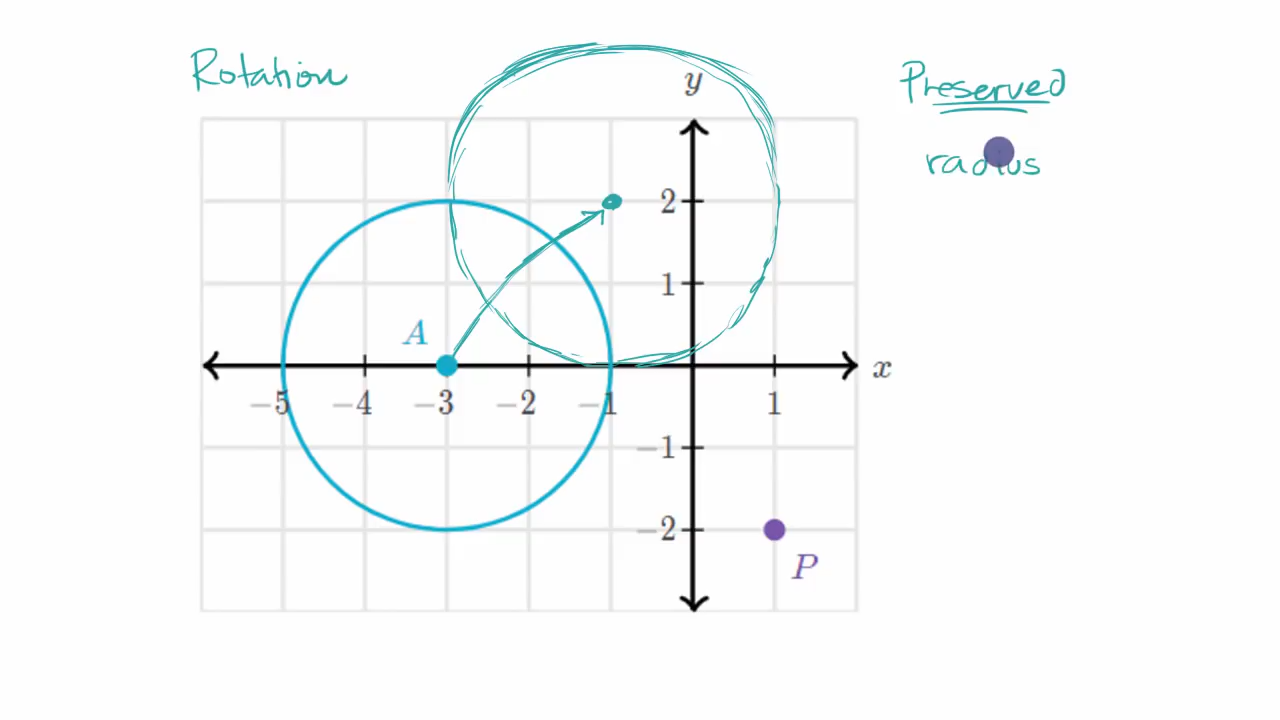 Rotation
Preserved
radius
y
2
1
A
x
−5 −4 −3 −2 −1 1
−1
−2
P